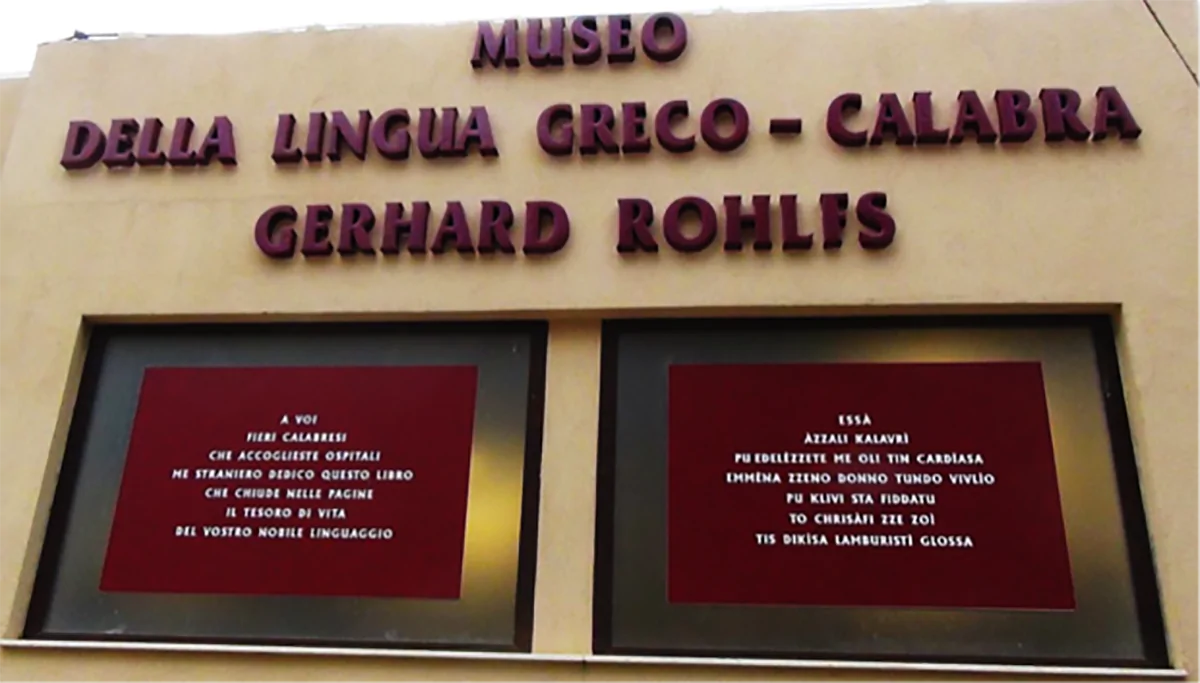 MUSEO
DELLA LINGUA GRECO - CALABRA
GERHARD ROHLFS
A VOI
FIERI CALABRESI
CHE ACCOGLIESTE OSPITALI
ME STRANIERO DEDICO QUESTO LIBRO
CHE CHIUDE NELLE PAGINE
IL TESORO DI VITA
DEL VOSTRO NOBILE LINGUAGGIO
ESSÀ
ÀZZALI KALAVRÌ
PU EDELÈZZETE ME OLI TIN CARDÌASA
EMMÈNA ZZENO DONNO TUNDO VIVLÌO
PU KLIVI STA FIDDATU
TO CHRISÀFI ZZE ZOÌ
TIS DIKÌSA LAMBURISTÌ GLOSSA